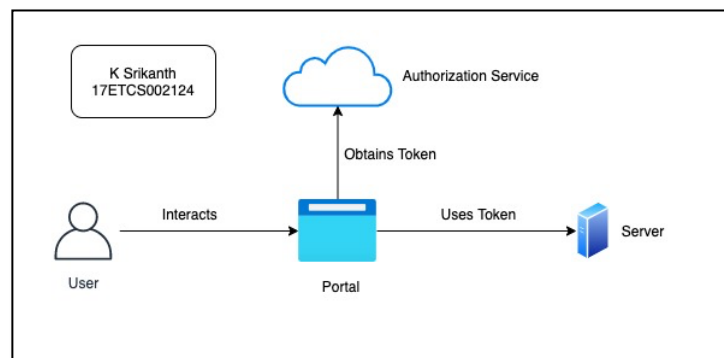 K Srikanth
17ETCS002124
Authorization Service
Obtains Token
Interacts
Uses Token
Server
User
Portal